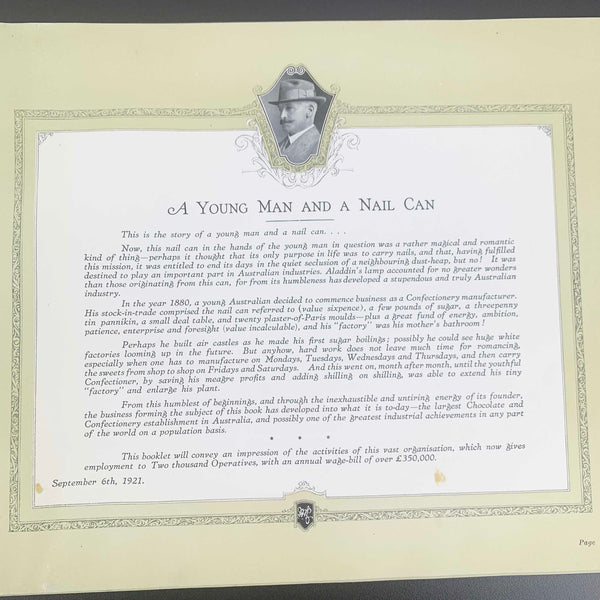 A YOUNG MAN AND A NAIL CAN
This is the story of a young man and a nail can. . . .
Now, this nail can in the hands of the young man in question was a rather magical and romantic
kind of thing—perhaps it thought that its only purpose in life was to carry nails, and that, having fulfilled
this mission, it was entitled to end its days in the quiet seclusion of a neighbouring dust-heap, but no! It was
destined to play an important part in Australian industries. Aladdin's lamp accounted for no greater wonders
than those originating from this can, for from its humbleness has developed a stupendous and truly Australian
industry.
In the year 1880, a young Australian decided to commence business as a Confectionery manufacturer.
His stock-in-trade comprised the nail can referred to (value sixpence), a few pounds of sugar, a threepenny
tin pannikin, a small deal table, and twenty plaster-of-Paris moulds—plus a great fund of energy, ambition,
patience, enterprise and foresight (value incalculable), and his "factory" was his mother's bathroom!
Perhaps he built air castles as he made his first sugar boilings; possibly he could see huge white
factories looming up in the future. But anyhow, hard work does not leave much time for romancing,
especially when one has to manufacture on Mondays, Tuesdays, Wednesdays and Thursdays, and then carry
the sweets from shop to shop on Fridays and Saturdays. And this went on, month after month, until the youthful
Confectioner, by saving his meagre profits and adding shilling on shilling, was able to extend his tiny
"factory" and enlarge his plant.
From this humblest of beginnings, and through the inexhaustible and untiring energy of its founder,
the business forming the subject of this book has developed into what it is to-day—the largest Chocolate and
Confectionery establishment in Australia, and possibly one of the greatest industrial achievements in any part
of the world on a population basis.
* * *
This booklet will convey an impression of the activities of this vast organisation, which now gives
employment to Two thousand Operatives, with an annual wage-bill of over £350,000.
September 6th, 1921.
Page